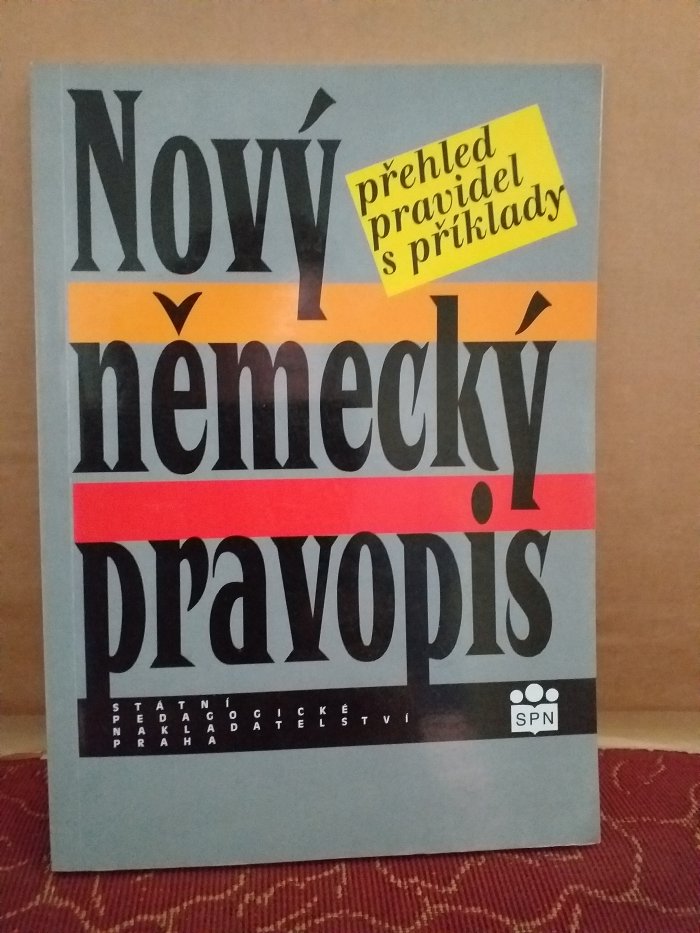 Nový
přehled
pravidel
s příklady
německý
pravopis
STÁTNÍ
PEDAGOGICKÉ
NAKLADATELSTVÍ
PRAHA
SPN